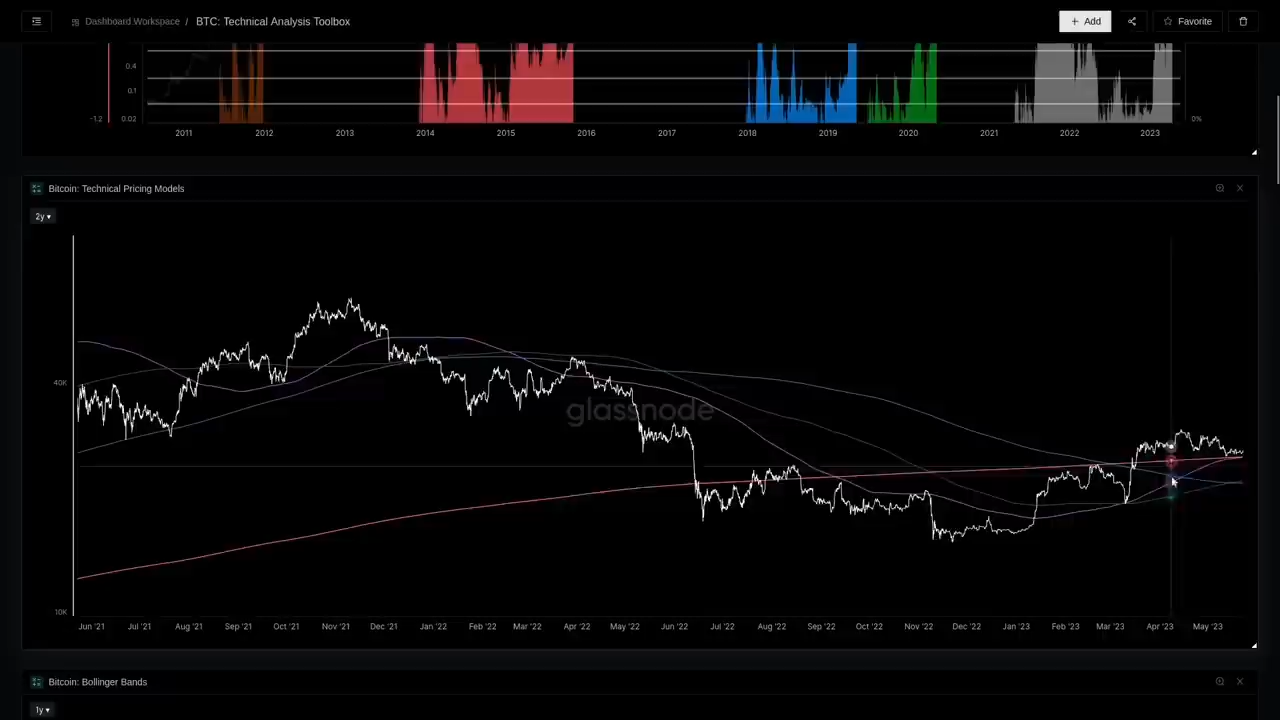 Dashboard Workspace / BTC: Technical Analysis Toolbox
+ Add
Favorite
0.4
0.1
-1.2 0.02
0%
2011 2012 2013 2014 2015 2016 2017 2018 2019 2020 2021 2022 2023
Bitcoin: Technical Pricing Models
2y
40K
glassnode
10K
Jun '21 Jul '21 Aug '21 Sep '21 Oct '21 Nov '21 Dec '21 Jan '22 Feb '22 Mar '22 Apr '22 May '22 Jun '22 Jul '22 Aug '22 Sep '22 Oct '22 Nov '22 Dec '22 Jan '23 Feb '23 Mar '23 Apr '23 May '23
Bitcoin: Bollinger Bands
1y